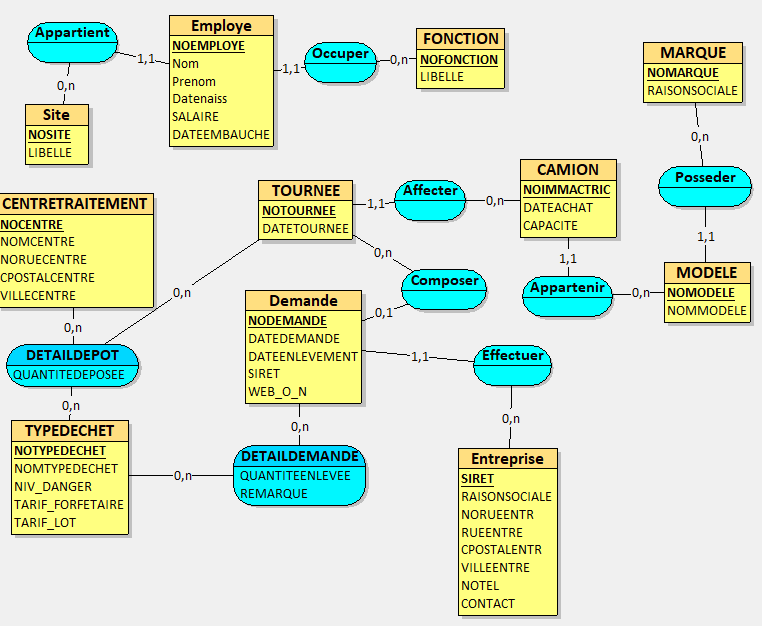 Appartient
1,1
0,n
Site
NOSITE
LIBELLE
Employe
NOEMPLOYE
Nom
Prenom
Datenaiss
SALAIRE
DATEEMBAUCHE
1,1
Occuper
0,n
FONCTION
NOFONCTION
LIBELLE
MARQUE
NOMARQUE
RAISONSOCIALE
0,n
Posseder
1,1
MODELE
NOMODELE
NOMMODELE
CENTRETRAITEMENT
NOCENTRE
NOMCENTRE
NORUECENTRE
CPOSTALCENTRE
VILLECENTRE
0,n
TOURNEE
NOTOURNEE
DATETOURNEE
1,1
Affecter
0,n
CAMION
NOIMMACTRIC
DATEACHAT
CAPACITE
1,1
Appartenir
0,n
0,n
0,n
Composer
0,1
Demande
NODEMANDE
DATEDEMANDE
DATEENLEVEMENT
SIRET
WEB_O_N
1,1
Effectuer
0,n
DETAILDEPOT
QUANTITEDEPOSEE
0,n
TYPEDECHET
NOTYPEDECHET
NOMTYPEDECHET
NIV_DANGER
TARIF_FORFETAIRE
TARIF_LOT
0,n
0,n
DETAILDEMANDE
QUANTITEENLEVEE
REMARQUE
Entreprise
SIRET
RAISONSOCIALE
NORUEENTR
RUEENTRE
CPOSTALENTR
VILLEENTRE
NOTEL
CONTACT